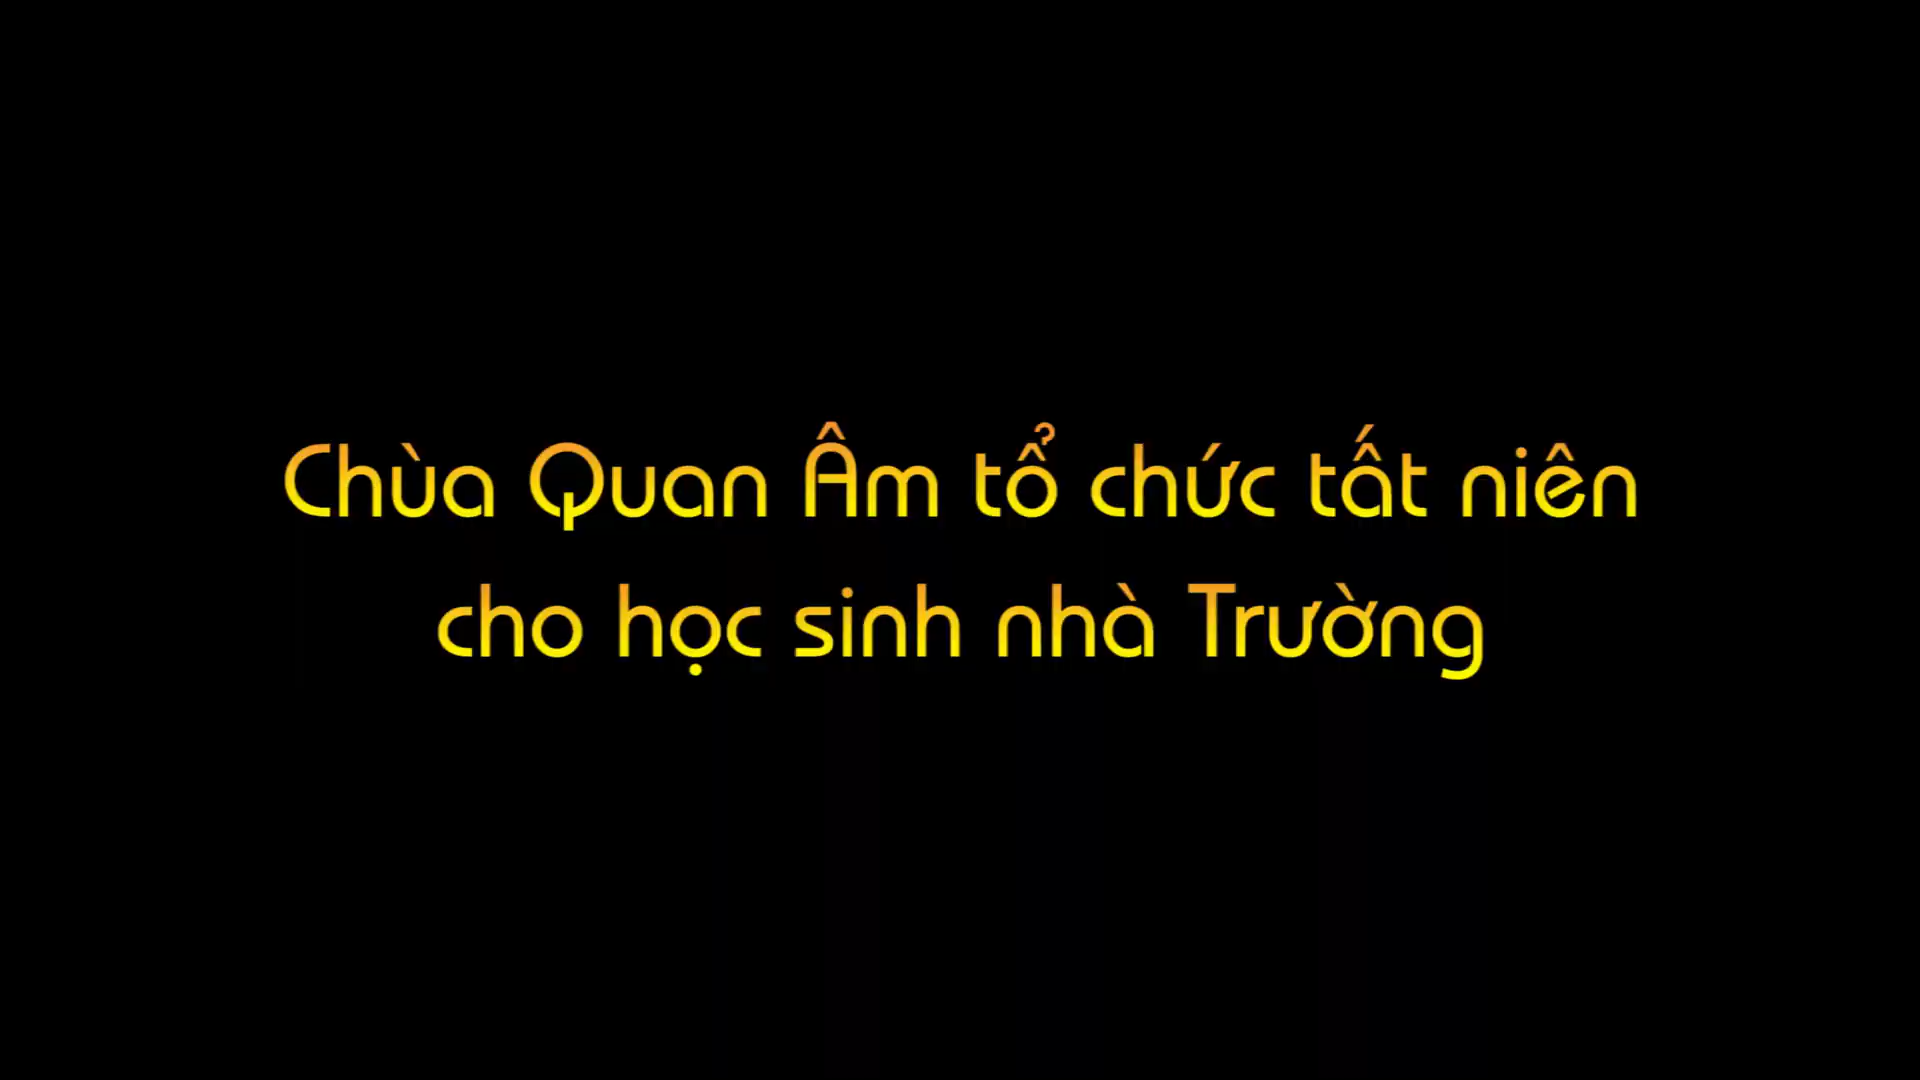 Chùa Quan Âm tổ chức tất niên
cho học sinh nhà Trường